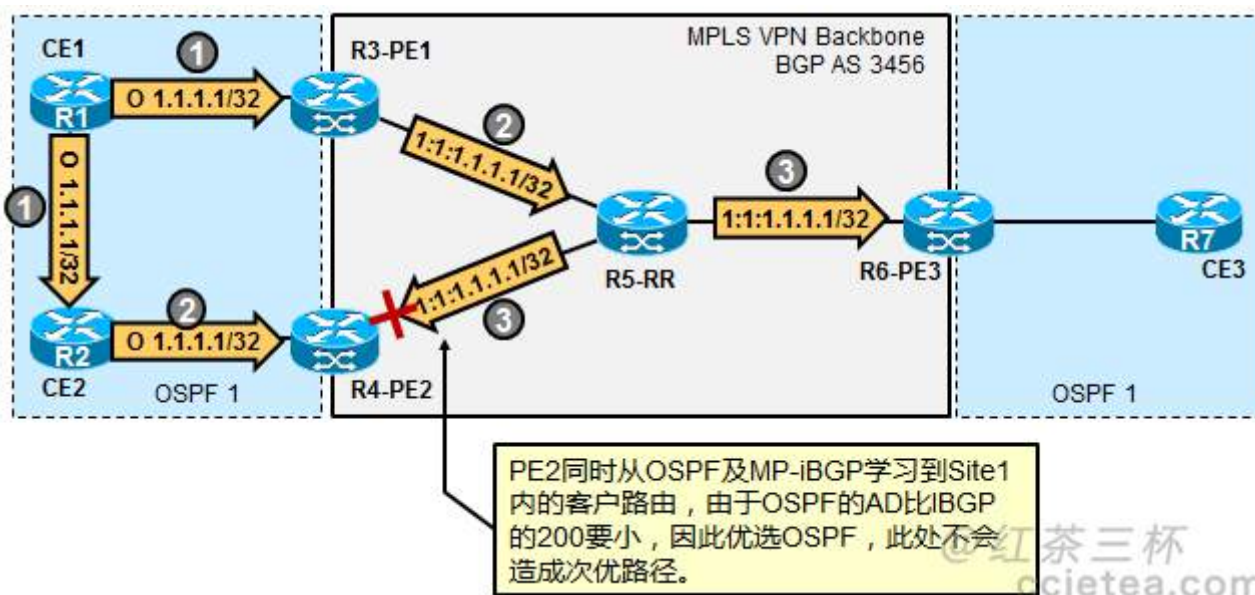 CE1
1
O 1.1.1.1/32
R1
R3-PE1
MPLS VPN Backbone
BGP AS 3456
1
O 1.1.1.1/32
2
1:1:1.1.1.1/32
3
1:1:1.1.1.1/32
R5-RR
R6-PE3
R7
CE3
2
O 1.1.1.1/32
R2
CE2
OSPF 1
R4-PE2
1:1:1.1.1.1/32
3
OSPF 1
PE2同时从OSPF及MP-iBGP学习到Site1
内的客户路由，由于OSPF的AD比IBGP
的200要小，因此优选OSPF，此处不会
造成次优路径。
@红茶三杯
ccietea.com